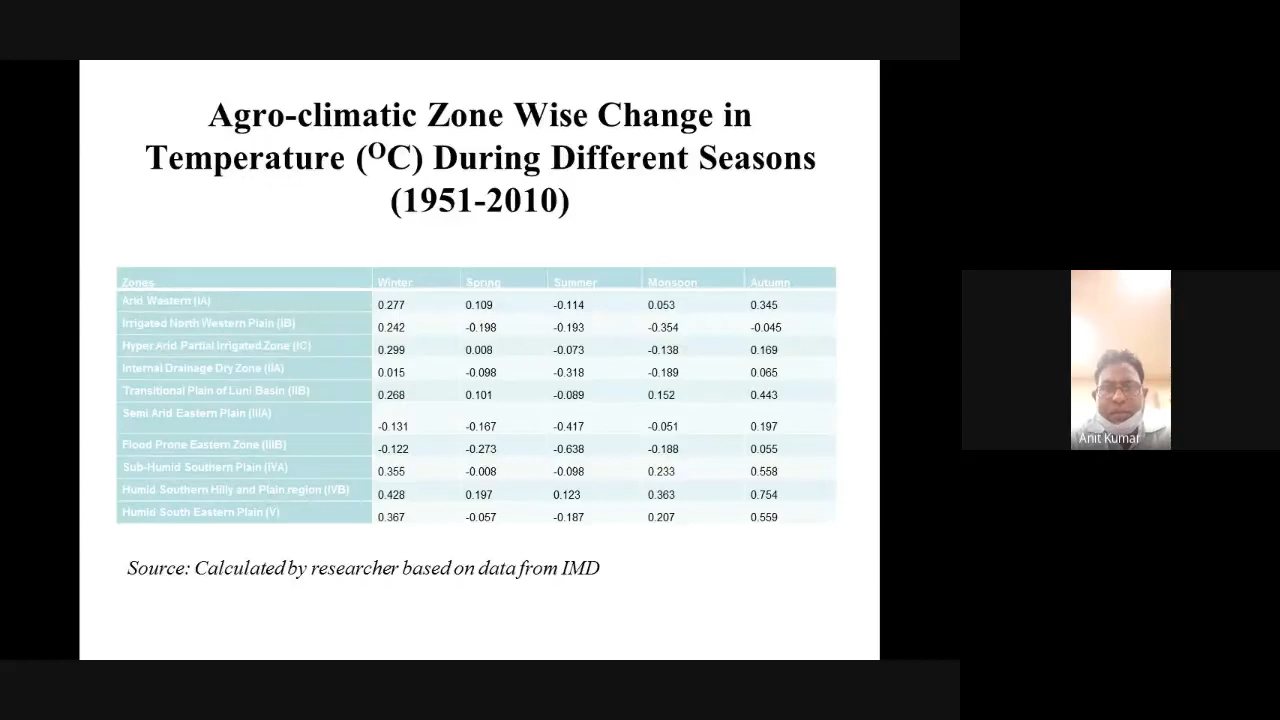 Agro-climatic Zone Wise Change in
Temperature (OC) During Different Seasons
(1951-2010)
Zones Winter Spring Summer Monsoon Autumn
Arid Western (IA) 0.277 0.109 -0.114 0.053 0.345
Irrigated North Western Plain (IB) 0.242 -0.198 -0.193 -0.354 -0.045
Hyper Arid Partial Irrigated Zone (IC) 0.299 0.008 -0.073 -0.138 0.169
Internal Drainage Dry Zone (IIA) 0.015 -0.098 -0.318 -0.189 0.065
Transitional Plain of Luni Basin (IIB) 0.268 0.101 -0.089 0.152 0.443
Semi Arid Eastern Plain (IIIA) -0.131 -0.167 -0.417 -0.051 0.197
Flood Prone Eastern Zone (IIIB) -0.122 -0.273 -0.638 -0.188 0.055
Sub-Humid Southern Plain (IVA) 0.355 -0.008 -0.098 0.233 0.558
Humid Southern Hilly and Plain region (IVB) 0.428 0.197 0.123 0.363 0.754
Humid South Eastern Plain (V) 0.367 -0.057 -0.187 0.207 0.559
Source: Calculated by researcher based on data from IMD
Anit Kumar